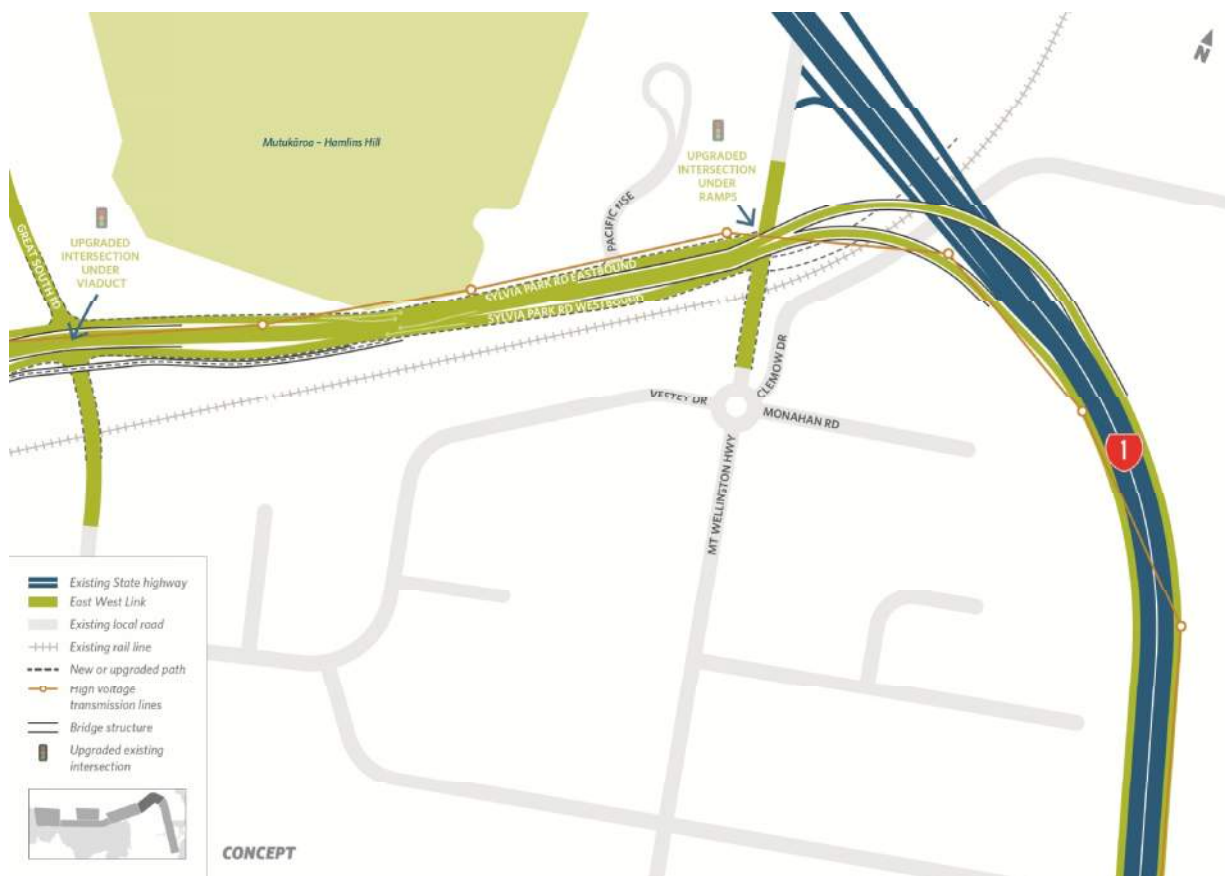 N
Mutukāroa – Hamlins Hill
UPGRADED
INTERSECTION
UNDER
RAMPS
PACIFIC
GREAT SOUTH RD
UPGRADED
INTERSECTION
UNDER
VIADUCT
SYLVIA PARK RD EASTBOUND
SYLVIA PARK RD WESTBOUND
CLEMOW DR
VESTEY DR
MONAHAN RD
MT WELLINGTON HWY
1
Existing State highway
East West Link
Existing local road
Existing rail line
New or upgraded path
High voltage
transmission lines
Bridge structure
Upgraded existing
intersection
CONCEPT